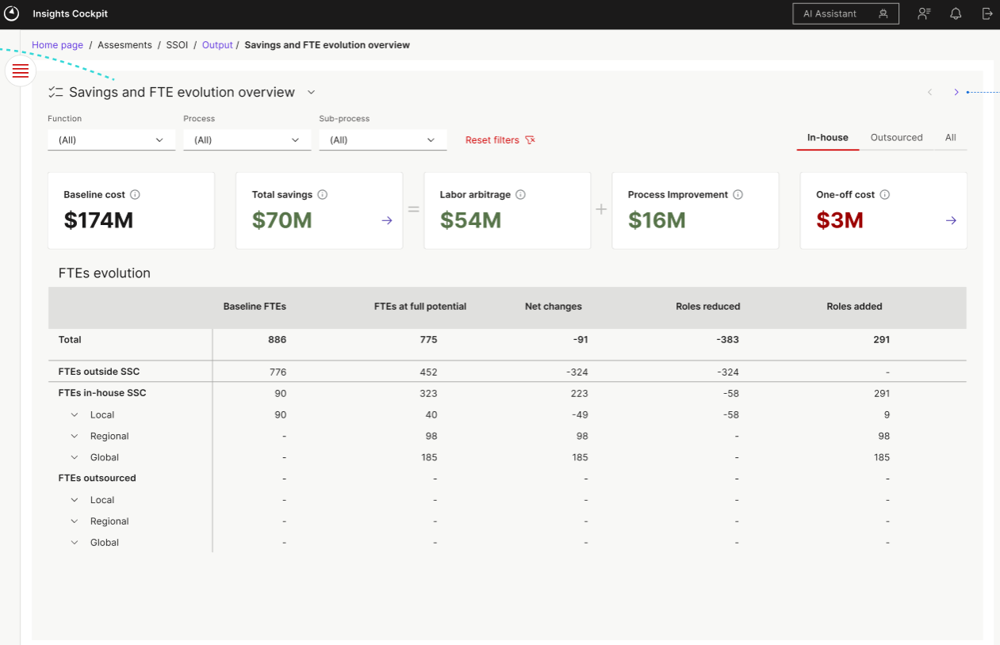 Insights Cockpit AI Assistant
Home page / Assesments / SSOI / Output / Savings and FTE evolution overview
Savings and FTE evolution overview
Function Process Sub-process
(All) (All) (All) Reset filters In-house Outsourced All
Baseline cost Total savings Labor arbitrage Process Improvement One-off cost
$174M $70M = $54M + $16M $3M
FTEs evolution
Baseline FTEs FTEs at full potential Net changes Roles reduced Roles added
Total 886 775 -91 -383 291
FTEs outside SSC 776 452 -324 -324 -
FTEs in-house SSC 90 323 223 -58 291
Local 90 40 -49 -58 9
Regional - 98 98 - 98
Global - 185 185 - 185
FTEs outsourced - - - - -
Local - - - - -
Regional - - - - -
Global - - - - -